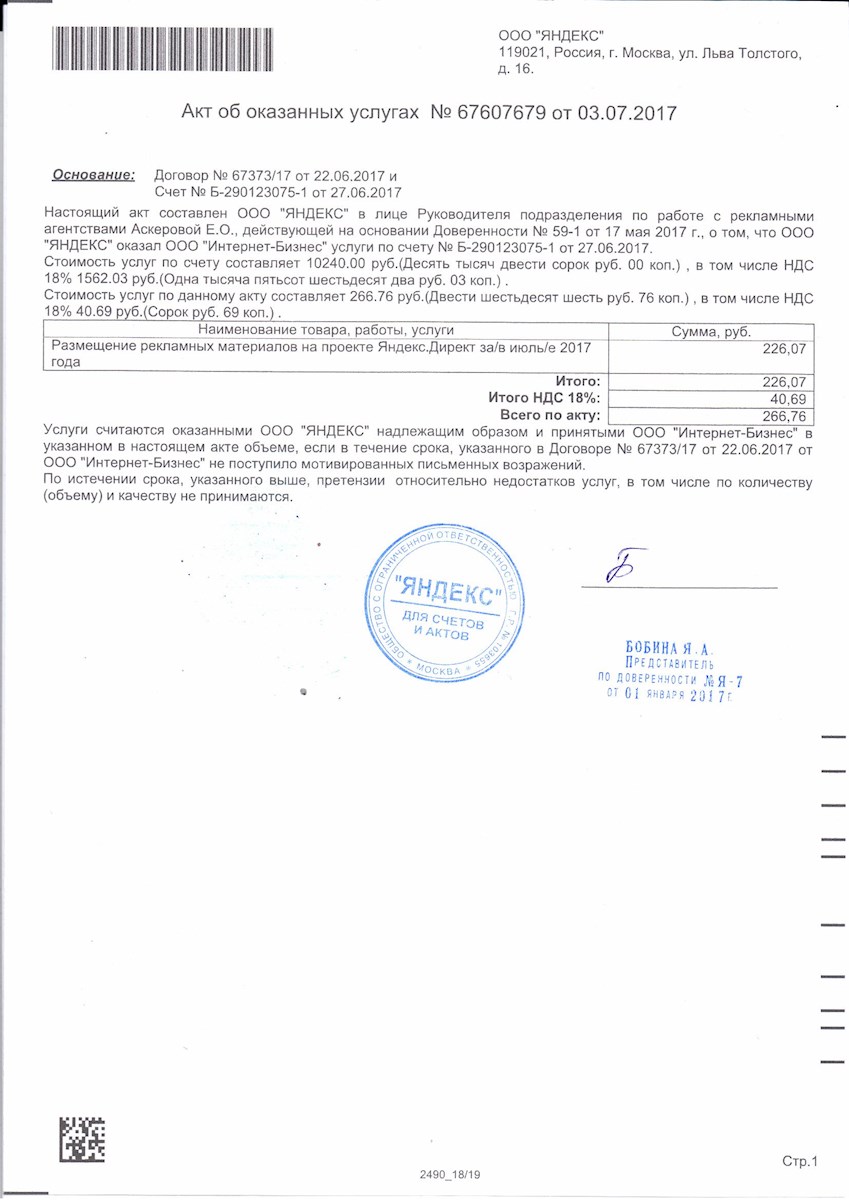 ООО "ЯНДЕКС"
119021, Россия, г. Москва, ул. Льва Толстого,
д. 16.
Акт об оказанных услугах № 67607679 от 03.07.2017
Основание: Договор № 67373/17 от 22.06.2017 и
Счет № Б-290123075-1 от 27.06.2017
Настоящий акт составлен ООО "ЯНДЕКС" в лице Руководителя подразделения по работе с рекламными
агентствами Аскеровой Е.О., действующей на основании Доверенности № 59-1 от 17 мая 2017 г., о том, что ООО
"ЯНДЕКС" оказал ООО "Интернет-Бизнес" услуги по счету № Б-290123075-1 от 27.06.2017.
Стоимость услуг по счету составляет 10240.00 руб.(Десять тысяч двести сорок руб. 00 коп.) , в том числе НДС
18% 1562.03 руб.(Одна тысяча пятьсот шестьдесят два руб. 03 коп.) .
Стоимость услуг по данному акту составляет 266.76 руб.(Двести шестьдесят шесть руб. 76 коп.) , в том числе НДС
18% 40.69 руб.(Сорок руб. 69 коп.) .
Наименование товара, работы, услуги Сумма, руб.
Размещение рекламных материалов на проекте Яндекс.Директ за/в июль/е 2017 226,07
года
Итого: 226,07
Итого НДС 18%: 40,69
Всего по акту: 266,76
Услуги считаются оказанными ООО "ЯНДЕКС" надлежащим образом и принятыми ООО "Интернет-Бизнес" в
указанном в настоящем акте объеме, если в течение срока, указанного в Договоре № 67373/17 от 22.06.2017 от
ООО "Интернет-Бизнес" не поступило мотивированных письменных возражений.
По истечении срока, указанного выше, претензии относительно недостатков услуг, в том числе по количеству
(объему) и качеству не принимаются.
ОБЩЕСТВО С ОГРАНИЧЕННОЙ ОТВЕТСТВЕННОСТЬЮ Г.Р. № 103655
"ЯНДЕКС"
ДЛЯ СЧЕТОВ
И АКТОВ
* МОСКВА *
БОБИНА Я.А.
ПРЕДСТАВИТЕЛЬ
ПО ДОВЕРЕННОСТИ №Я-7
ОТ 01 ЯНВАРЯ 2017Г.
2490_18/19
Стр.1